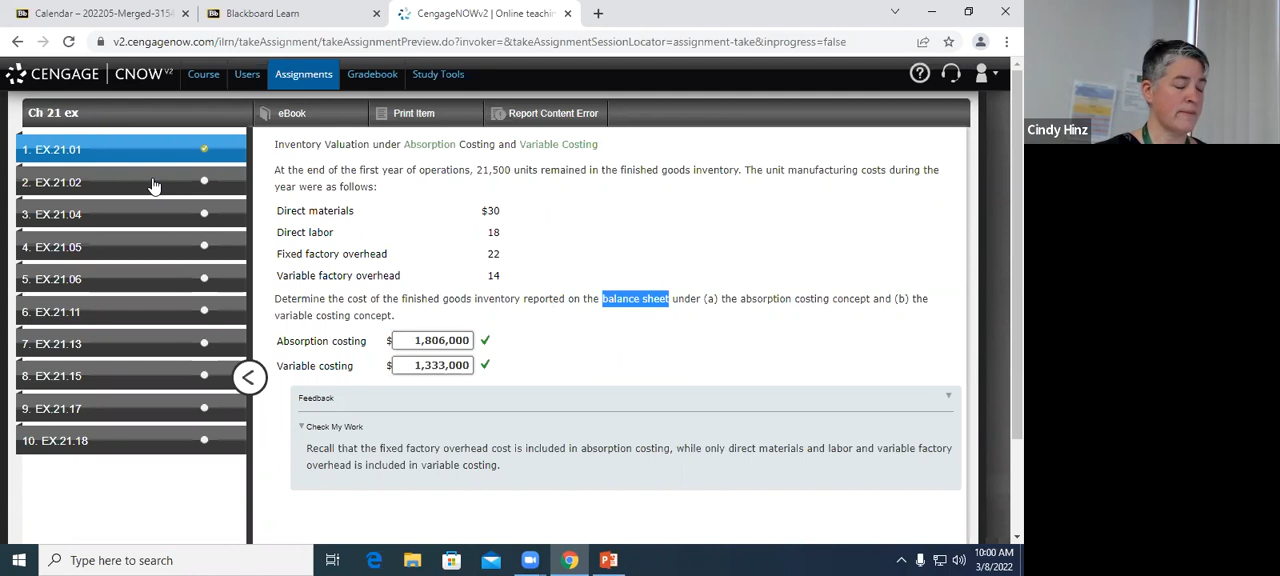 Calendar – 202205-Merged-3154
Blackboard Learn
CengageNOWv2 | Online teachin
v2.cengagenow.com/ilrn/takeAssignment/takeAssignmentPreview.do?invoker=&takeAssignmentSessionLocator=assignment-take&inprogress=false
CENGAGE | CNOWv2 Course Users Assignments Gradebook Study Tools
Ch 21 ex
eBook Print Item Report Content Error
1. EX.21.01
2. EX.21.02
3. EX.21.04
4. EX.21.05
5. EX.21.06
6. EX.21.11
7. EX.21.13
8. EX.21.15
9. EX.21.17
10. EX.21.18
Inventory Valuation under Absorption Costing and Variable Costing
At the end of the first year of operations, 21,500 units remained in the finished goods inventory. The unit manufacturing costs during the
year were as follows:
Direct materials $30
Direct labor 18
Fixed factory overhead 22
Variable factory overhead 14
Determine the cost of the finished goods inventory reported on the balance sheet under (a) the absorption costing concept and (b) the
variable costing concept.
Absorption costing $ 1,806,000
Variable costing $ 1,333,000
Feedback
Check My Work
Recall that the fixed factory overhead cost is included in absorption costing, while only direct materials and labor and variable factory
overhead is included in variable costing.
Cindy Hinz
Type here to search
10:00 AM
3/8/2022